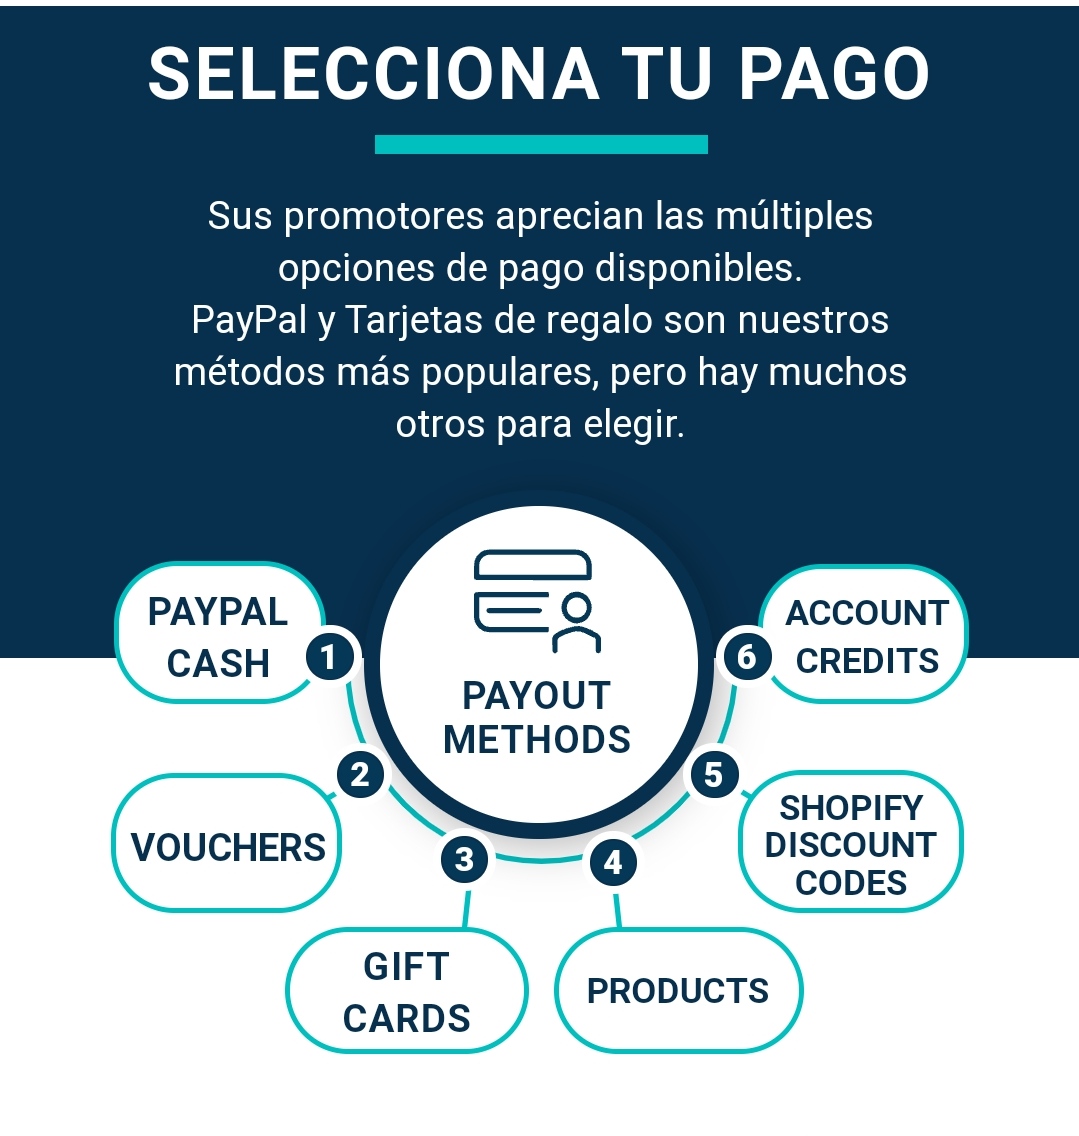 SELECCIONA TU PAGO
Sus promotores aprecian las múltiples
opciones de pago disponibles.
PayPal y Tarjetas de regalo son nuestros
métodos más populares, pero hay muchos
otros para elegir.
PAYOUT
METHODS
PAYPAL
CASH
1
VOUCHERS
2
GIFT
CARDS
3
PRODUCTS
4
SHOPIFY
DISCOUNT
CODES
5
ACCOUNT
CREDITS
6